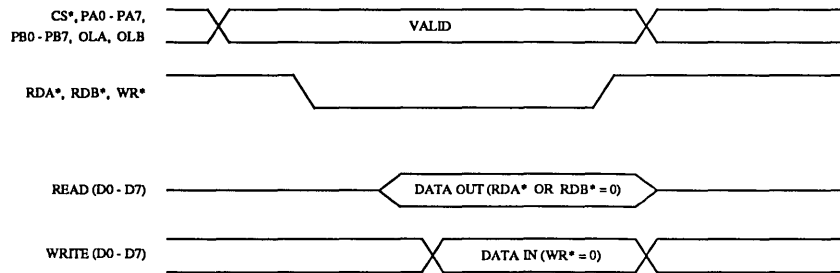 CS*, PA0 - PA7,
PB0 - PB7, OLA, OLB
VALID
RDA*, RDB*, WR*
READ (D0 - D7)
DATA OUT (RDA* OR RDB* = 0)
WRITE (D0 - D7)
DATA IN (WR* = 0)